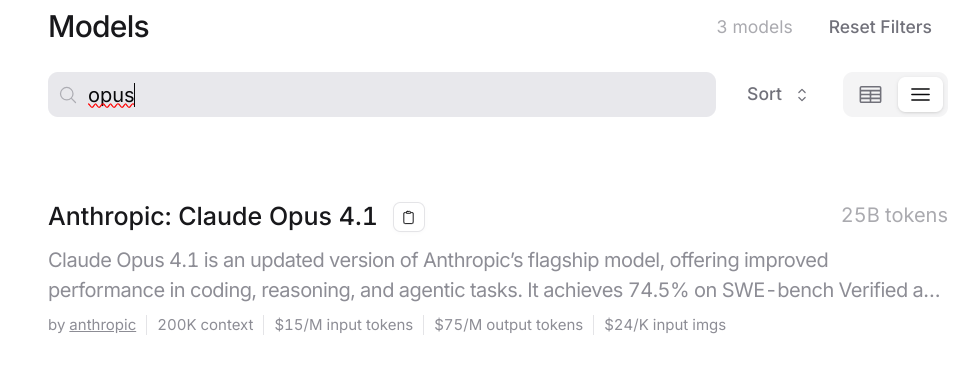 Models
3 models
Reset Filters
opus
Sort
Anthropic: Claude Opus 4.1
25B tokens
Claude Opus 4.1 is an updated version of Anthropic’s flagship model, offering improved
performance in coding, reasoning, and agentic tasks. It achieves 74.5% on SWE-bench Verified a...
by anthropic
200K context
$15/M input tokens
$75/M output tokens
$24/K input imgs